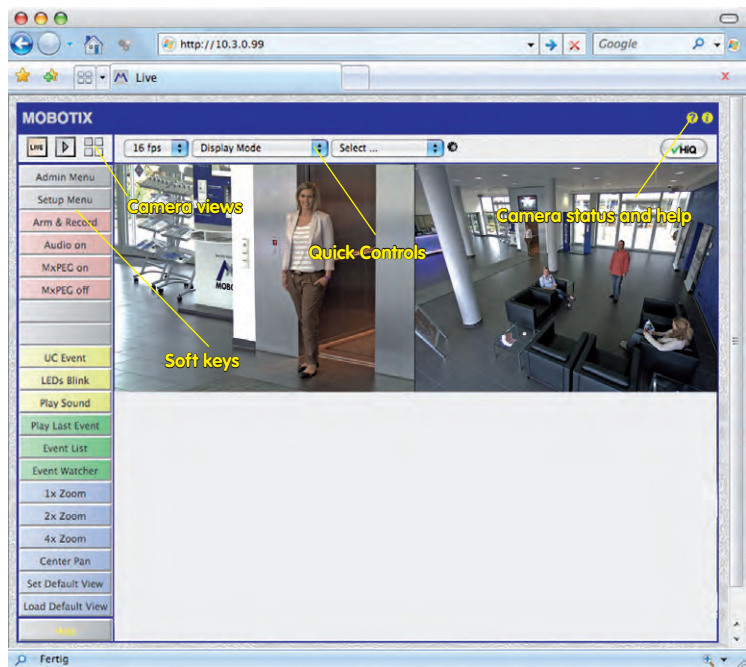 http://10.3.0.99
Google
Live
MOBOTIX
LIVE
16 fps
Display Mode
Select ...
HiQ
Admin Menu
Setup Menu
Arm & Record
Audio on
MxPEG on
MxPEG off
UC Event
LEDs Blink
Play Sound
Play Last Event
Event List
Event Watcher
1x Zoom
2x Zoom
4x Zoom
Center Pan
Set Default View
Load Default View
Camera views
Quick Controls
Camera status and help
Soft keys
MOBO
Fertig